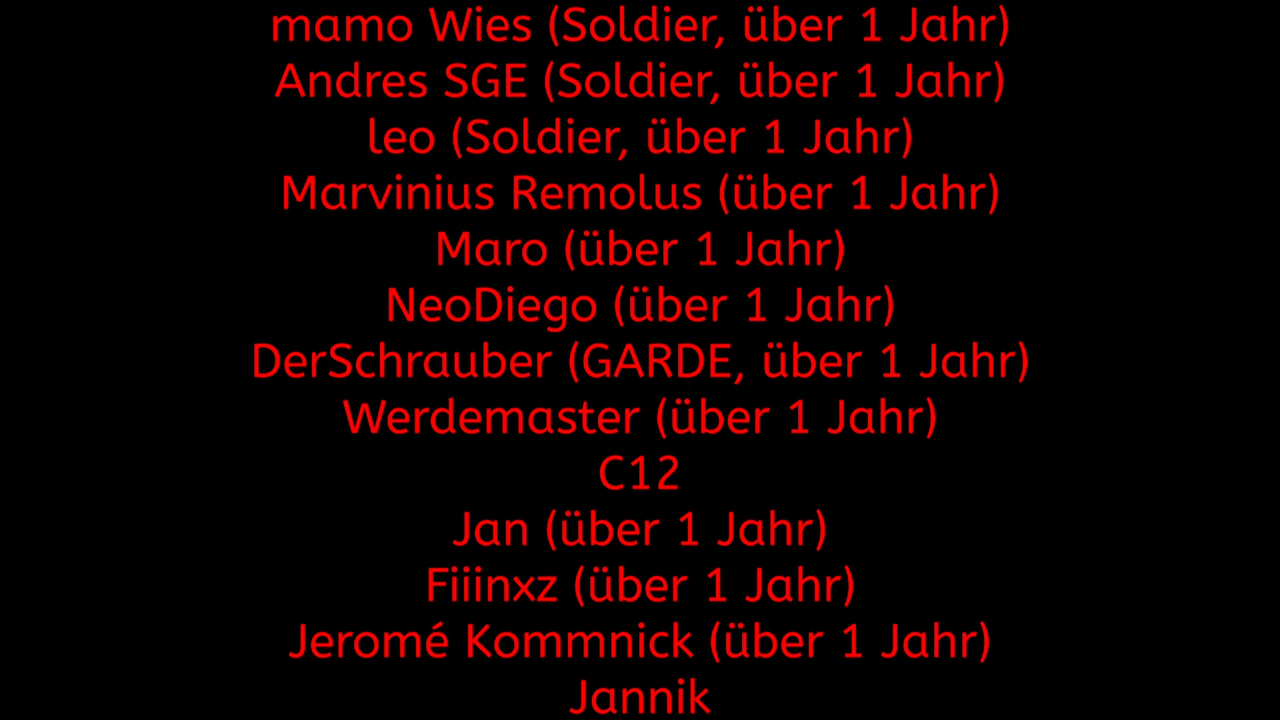 mamo Wies (Soldier, über 1 Jahr)
Andres SGE (Soldier, über 1 Jahr)
leo (Soldier, über 1 Jahr)
Marvinius Remolus (über 1 Jahr)
Maro (über 1 Jahr)
NeoDiego (über 1 Jahr)
DerSchrauber (GARDE, über 1 Jahr)
Werdemaster (über 1 Jahr)
C12
Jan (über 1 Jahr)
Fiiinxz (über 1 Jahr)
Jeromé Kommnick (über 1 Jahr)
Jannik